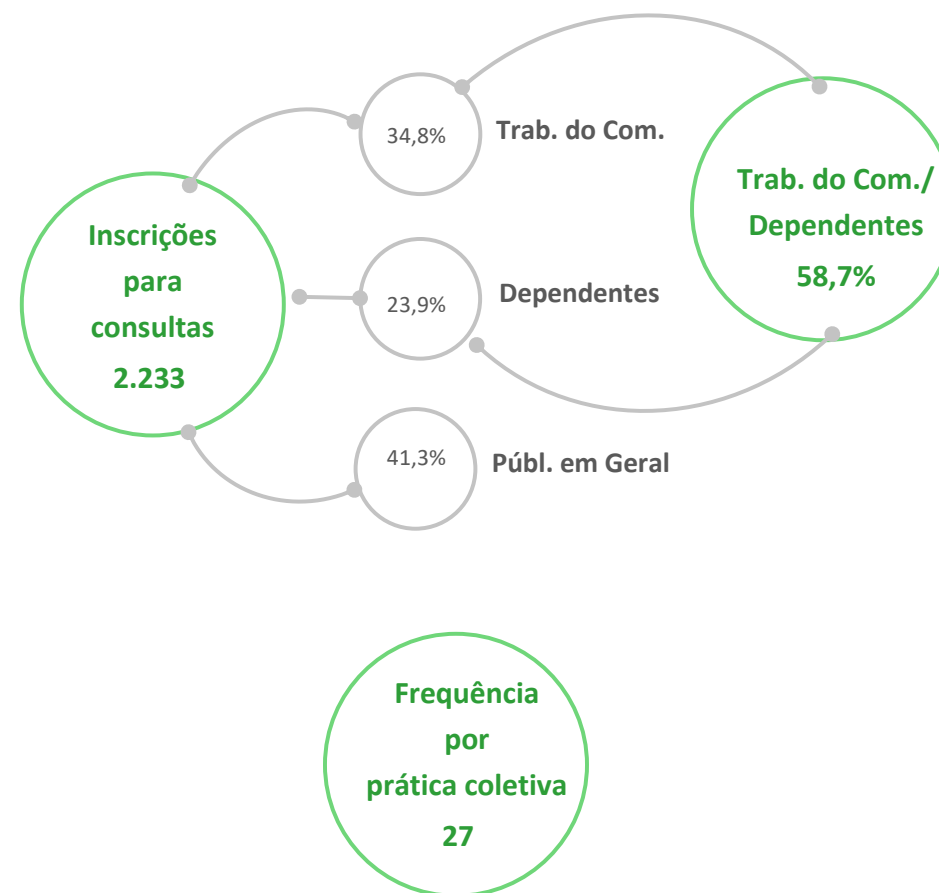 Inscrições
para
consultas
2.233
34,8%
Trab. do Com.
23,9%
Dependentes
41,3%
Públ. em Geral
Trab. do Com./
Dependentes
58,7%
Frequência
por
prática coletiva
27